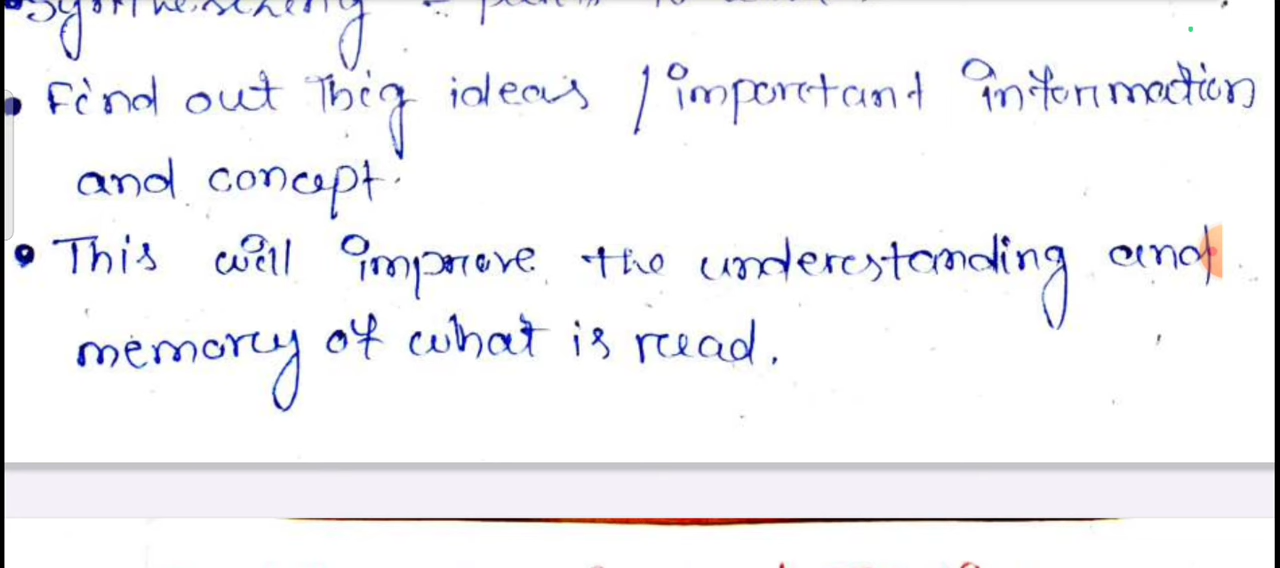 • Find out big ideas / important information
and concept.
• This will improve the understanding and
memory of what is read.